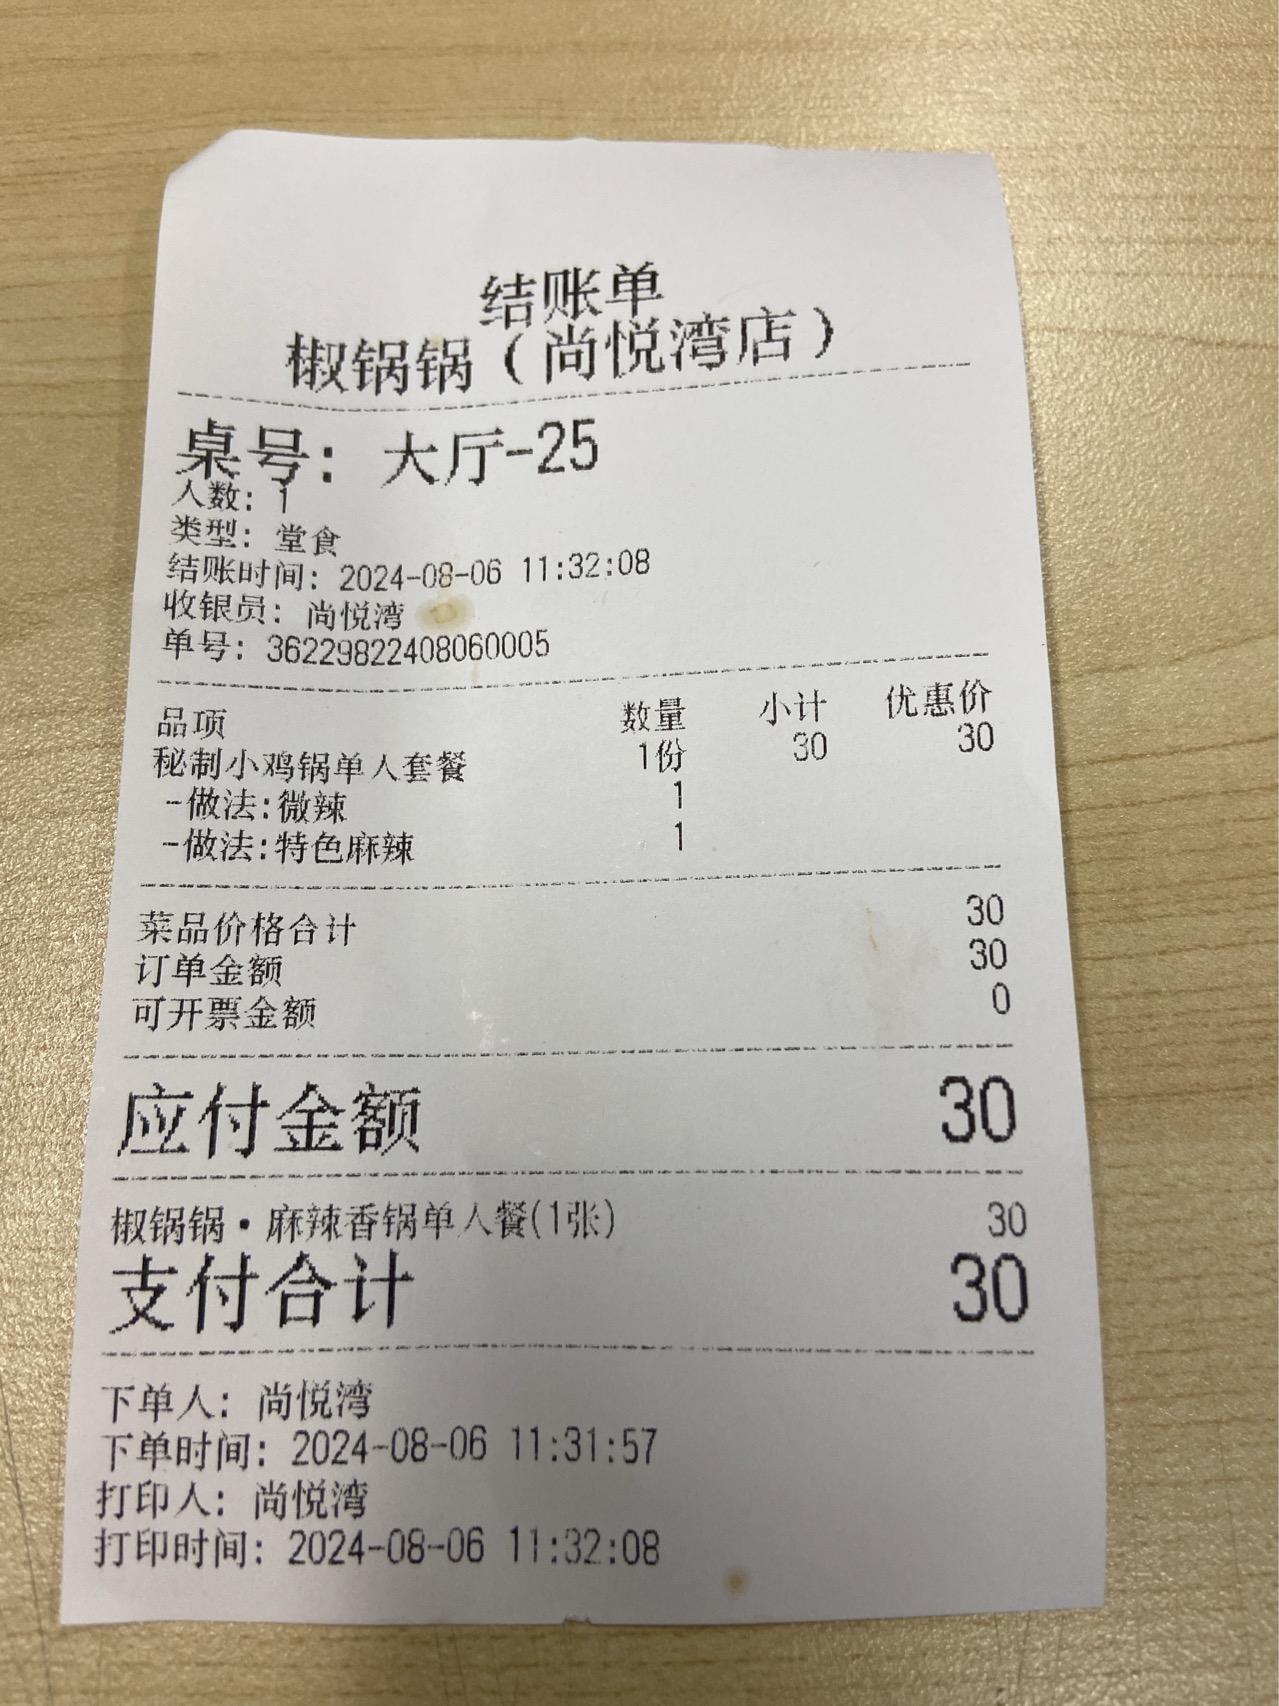 结账单
椒锅锅（尚悦湾店）
桌号：大厅-25
人数：1
类型：堂食
结账时间：2024-08-06 11:32:08
收银员：尚悦湾
单号：36229822408060005
品项 数量 小计 优惠价
秘制小鸡锅单人套餐 1份 30 30
-做法:微辣 1
-做法:特色麻辣 1
菜品价格合计 30
订单金额 30
可开票金额 0
应付金额 30
椒锅锅·麻辣香锅单人餐(1张) 30
支付合计 30
下单人：尚悦湾
下单时间：2024-08-06 11:31:57
打印人：尚悦湾
打印时间：2024-08-06 11:32:08